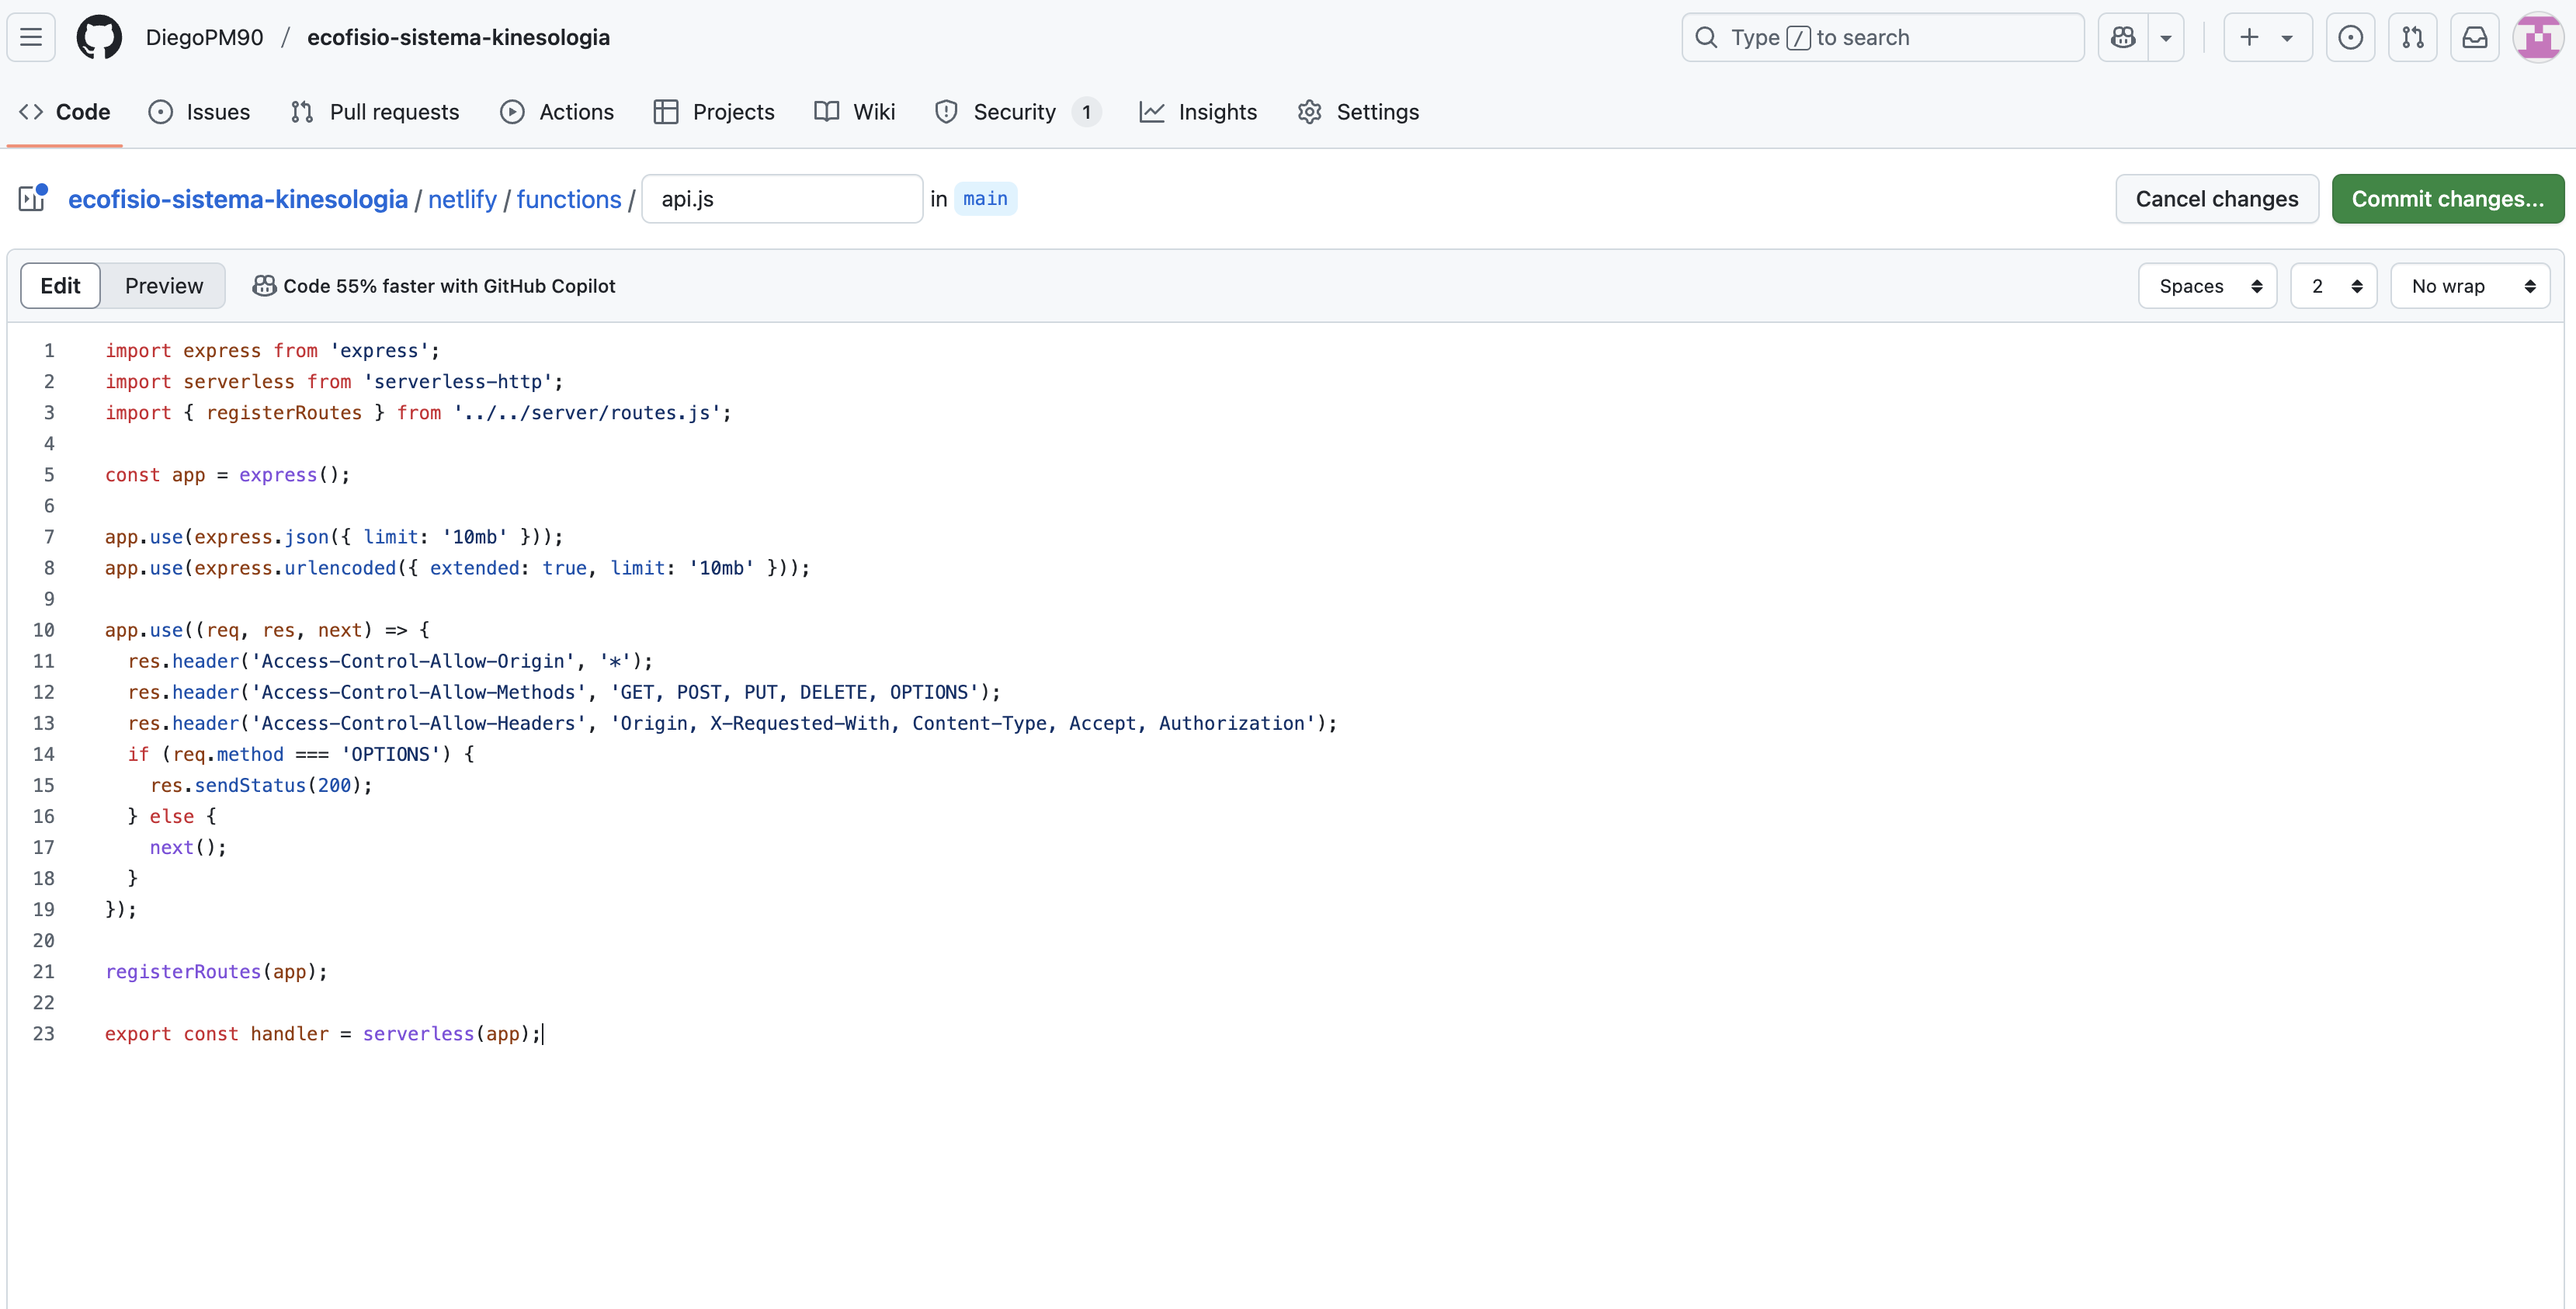 DiegoPM90 / ecofisio-sistema-kinesologia
Type / to search
Code Issues Pull requests Actions Projects Wiki Security 1 Insights Settings
ecofisio-sistema-kinesologia / netlify / functions / api.js in main
Cancel changes Commit changes...
Edit Preview Code 55% faster with GitHub Copilot Spaces 2 No wrap
1 import express from 'express';
2 import serverless from 'serverless-http';
3 import { registerRoutes } from '../../server/routes.js';
4
5 const app = express();
6
7 app.use(express.json({ limit: '10mb' }));
8 app.use(express.urlencoded({ extended: true, limit: '10mb' }));
9
10 app.use((req, res, next) => {
11   res.header('Access-Control-Allow-Origin', '*');
12   res.header('Access-Control-Allow-Methods', 'GET, POST, PUT, DELETE, OPTIONS');
13   res.header('Access-Control-Allow-Headers', 'Origin, X-Requested-With, Content-Type, Accept, Authorization');
14   if (req.method === 'OPTIONS') {
15     res.sendStatus(200);
16   } else {
17     next();
18   }
19 });
20
21 registerRoutes(app);
22
23 export const handler = serverless(app);